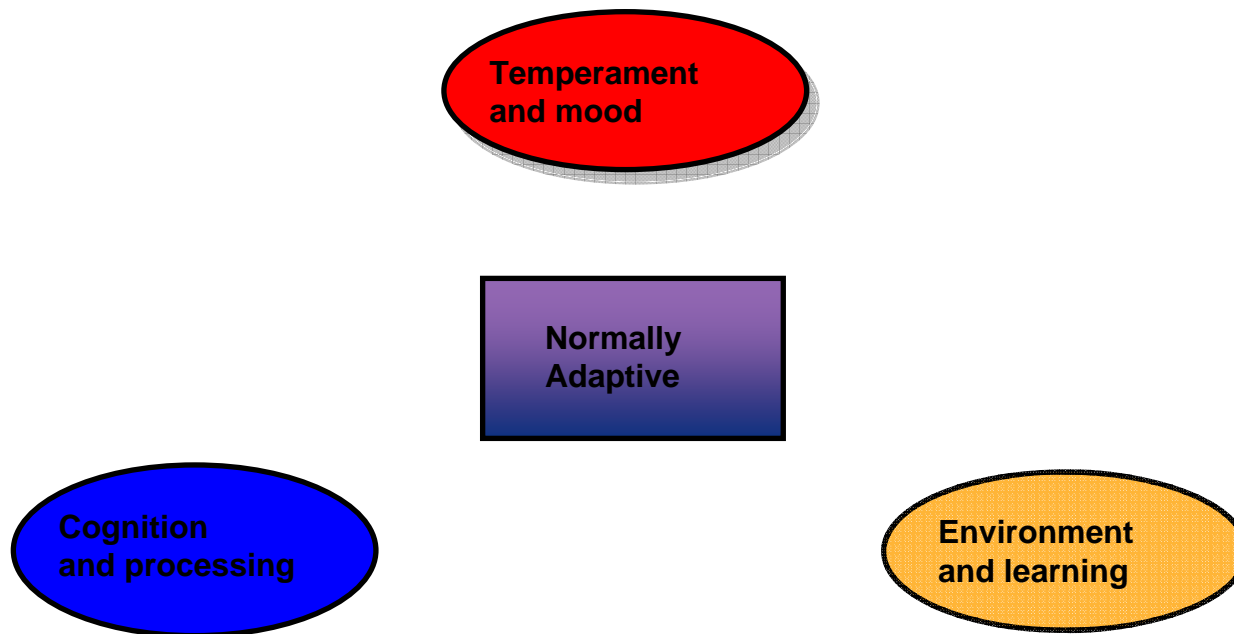 Temperament
and mood
Normally
Adaptive
Cognition
and processing
Environment
and learning